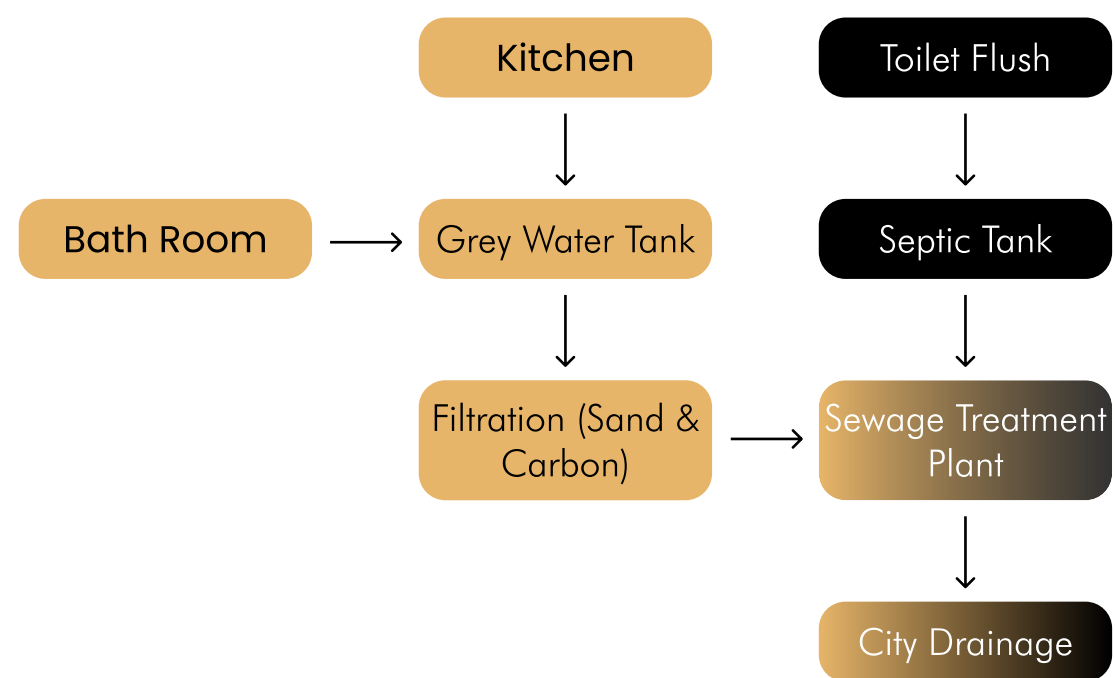 Kitchen
Toilet Flush
Bath Room
Grey Water Tank
Septic Tank
Filtration (Sand &
Carbon)
Sewage Treatment
Plant
City Drainage